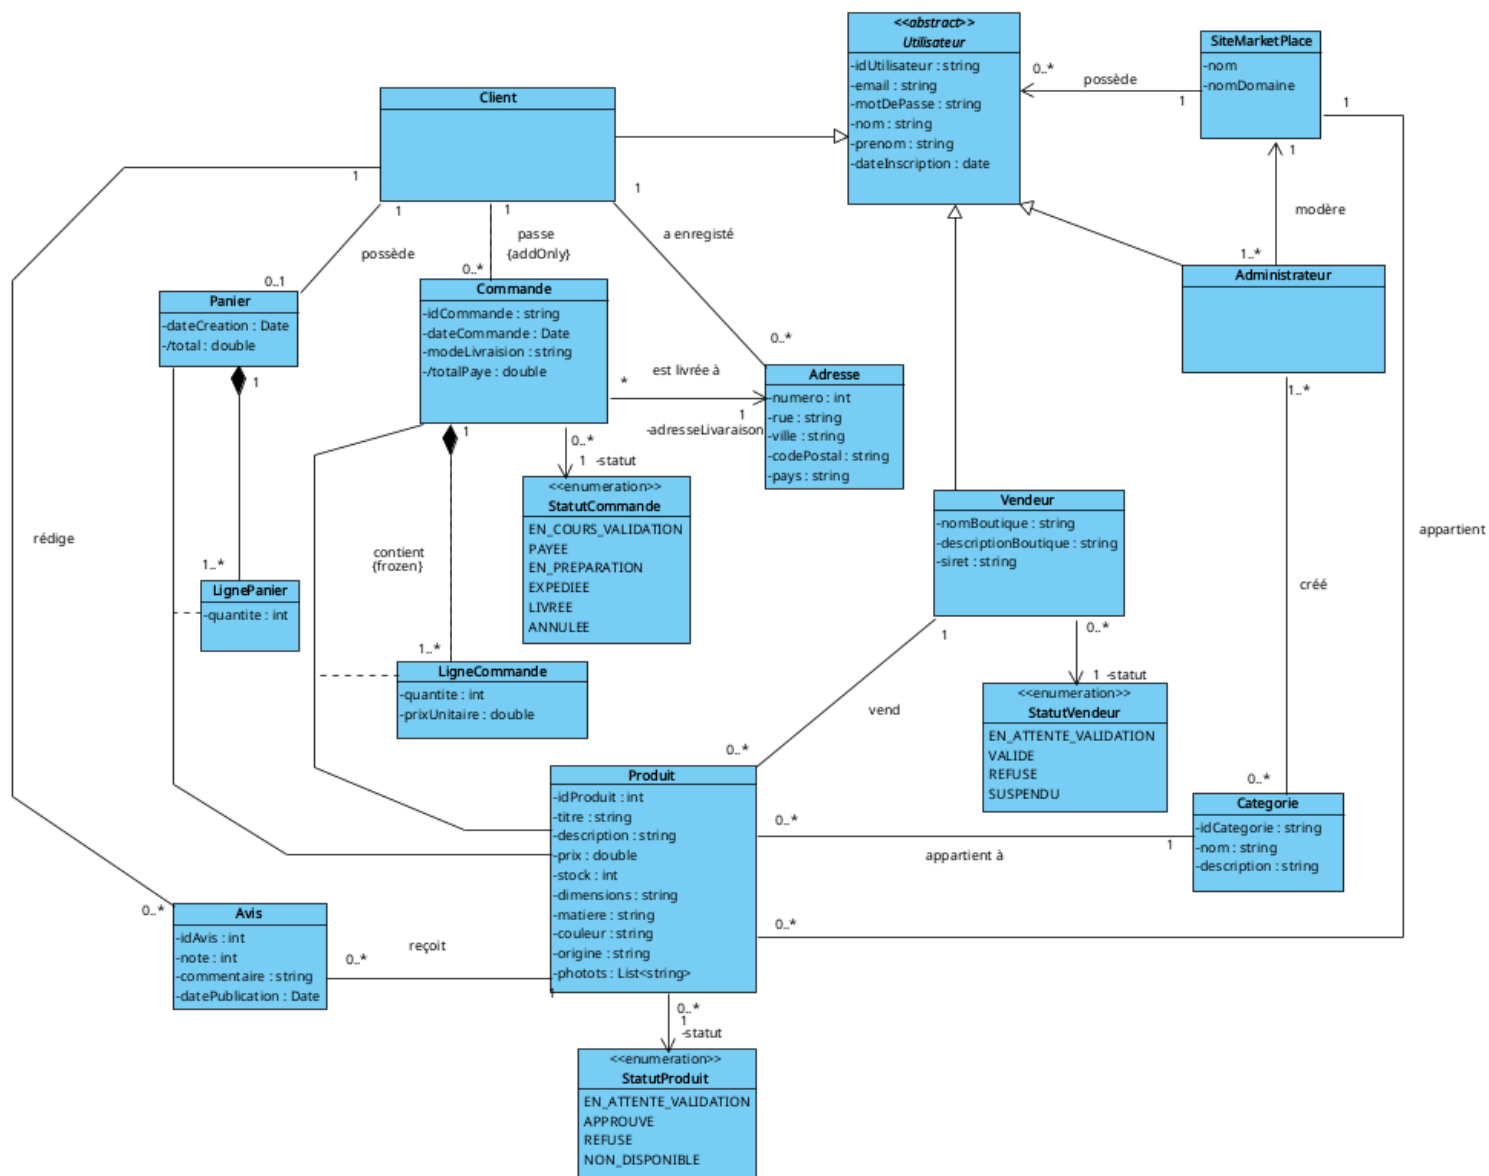 <<abstract>>
Utilisateur
-idUtilisateur : string
-email : string
-motDePasse : string
-nom : string
-prenom : string
-dateInscription : date
SiteMarketPlace
-nom
-nomDomaine
0..*
possède
1
1
Client
1
1
1
1
1
modère
1..*
a enregisté
passe
{addOnly}
possède
0..*
0..1
Administrateur
Commande
-idCommande : string
-dateCommande : Date
-modeLivraision : string
-/totalPaye : double
Panier
-dateCreation : Date
-/total : double
0..*
est livrée à
*
1
-adresseLivaraison
Adresse
-numero : int
-rue : string
-ville : string
-codePostal : string
-pays : string
1
1..*
1
0..*
1 -statut
<<enumeration>>
StatutCommande
EN_COURS_VALIDATION
PAYEE
EN_PREPARATION
EXPEDIEE
LIVREE
ANNULEE
Vendeur
-nomBoutique : string
-descriptionBoutique : string
-siret : string
rédige
appartient
contient
{frozen}
1..*
LignePanier
-quantite : int
créé
1
0..*
1..*
LigneCommande
-quantite : int
-prixUnitaire : double
1 -statut
<<enumeration>>
StatutVendeur
EN_ATTENTE_VALIDATION
VALIDE
REFUSE
SUSPENDU
vend
0..*
Produit
-idProduit : int
-titre : string
-description : string
-prix : double
-stock : int
-dimensions : string
-matiere : string
-couleur : string
-origine : string
-photots : List<string>
0..*
Categorie
-idCategorie : string
-nom : string
-description : string
0..*
appartient à
1
0..*
0..*
Avis
-idAvis : int
-note : int
-commentaire : string
-datePublication : Date
reçoit
0..*
1
0..*
1
-statut
<<enumeration>>
StatutProduit
EN_ATTENTE_VALIDATION
APPROUVE
REFUSE
NON_DISPONIBLE